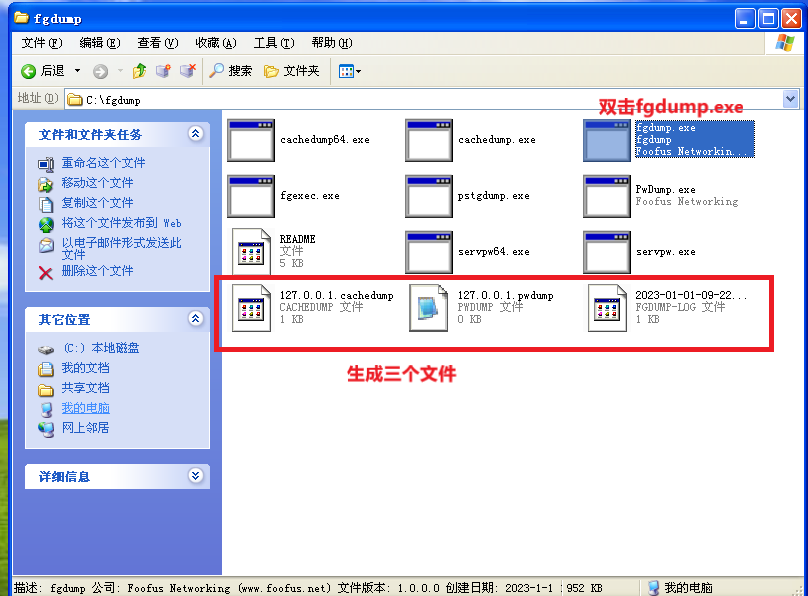 fgdump
文件(F) 编辑(E) 查看(V) 收藏(A) 工具(T) 帮助(H)
后退 搜索 文件夹
地址(D) C:\fgdump
双击fgdump.exe
文件和文件夹任务
重命名这个文件
移动这个文件
复制这个文件
将这个文件发布到 Web
以电子邮件形式发送此
文件
删除这个文件
其它位置
(C:) 本地磁盘
我的文档
共享文档
我的电脑
网上邻居
详细信息
cachedump64.exe
cachedump.exe
fgdump.exe
fgdump
Foofus Networkin...
fgexec.exe
pstgdump.exe
PwDump.exe
Foofus Networking
README
文件
5 KB
servpw64.exe
servpw.exe
127.0.0.1.cachedump
CACHEDUMP 文件
1 KB
127.0.0.1.pwdump
PWDUMP 文件
0 KB
2023-01-01-09-22...
FGDUMP-LOG 文件
1 KB
生成三个文件
描述: fgdump 公司: Foofus Networking (www.foofus.net) 文件版本: 1.0.0.0 创建日期: 2023-1-1 952 KB 我的电脑